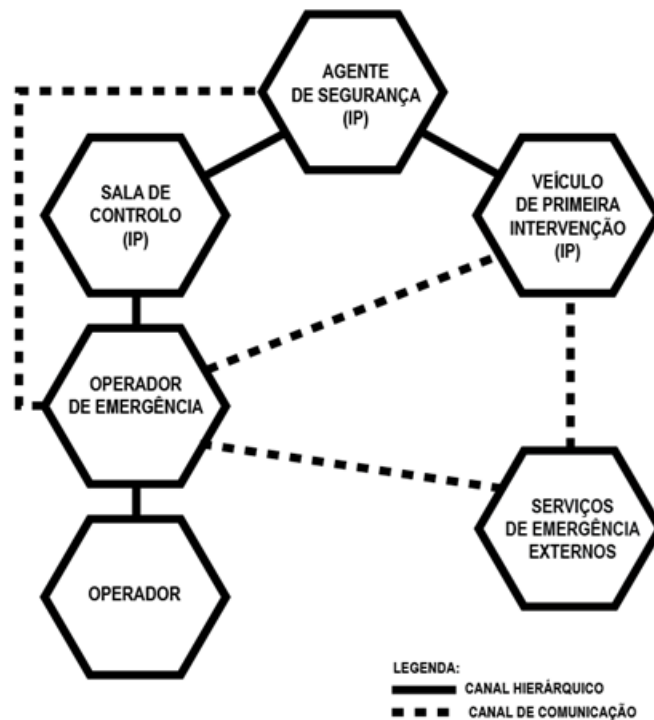 AGENTE
DE SEGURANÇA
(IP)
SALA DE
CONTROLO
(IP)
VEÍCULO
DE PRIMEIRA
INTERVENÇÃO
(IP)
OPERADOR
DE EMERGÊNCIA
SERVIÇOS
DE EMERGÊNCIA
EXTERNOS
OPERADOR
LEGENDA:
CANAL HIERÂRQUICO
CANAL DE COMUNICAÇÃO